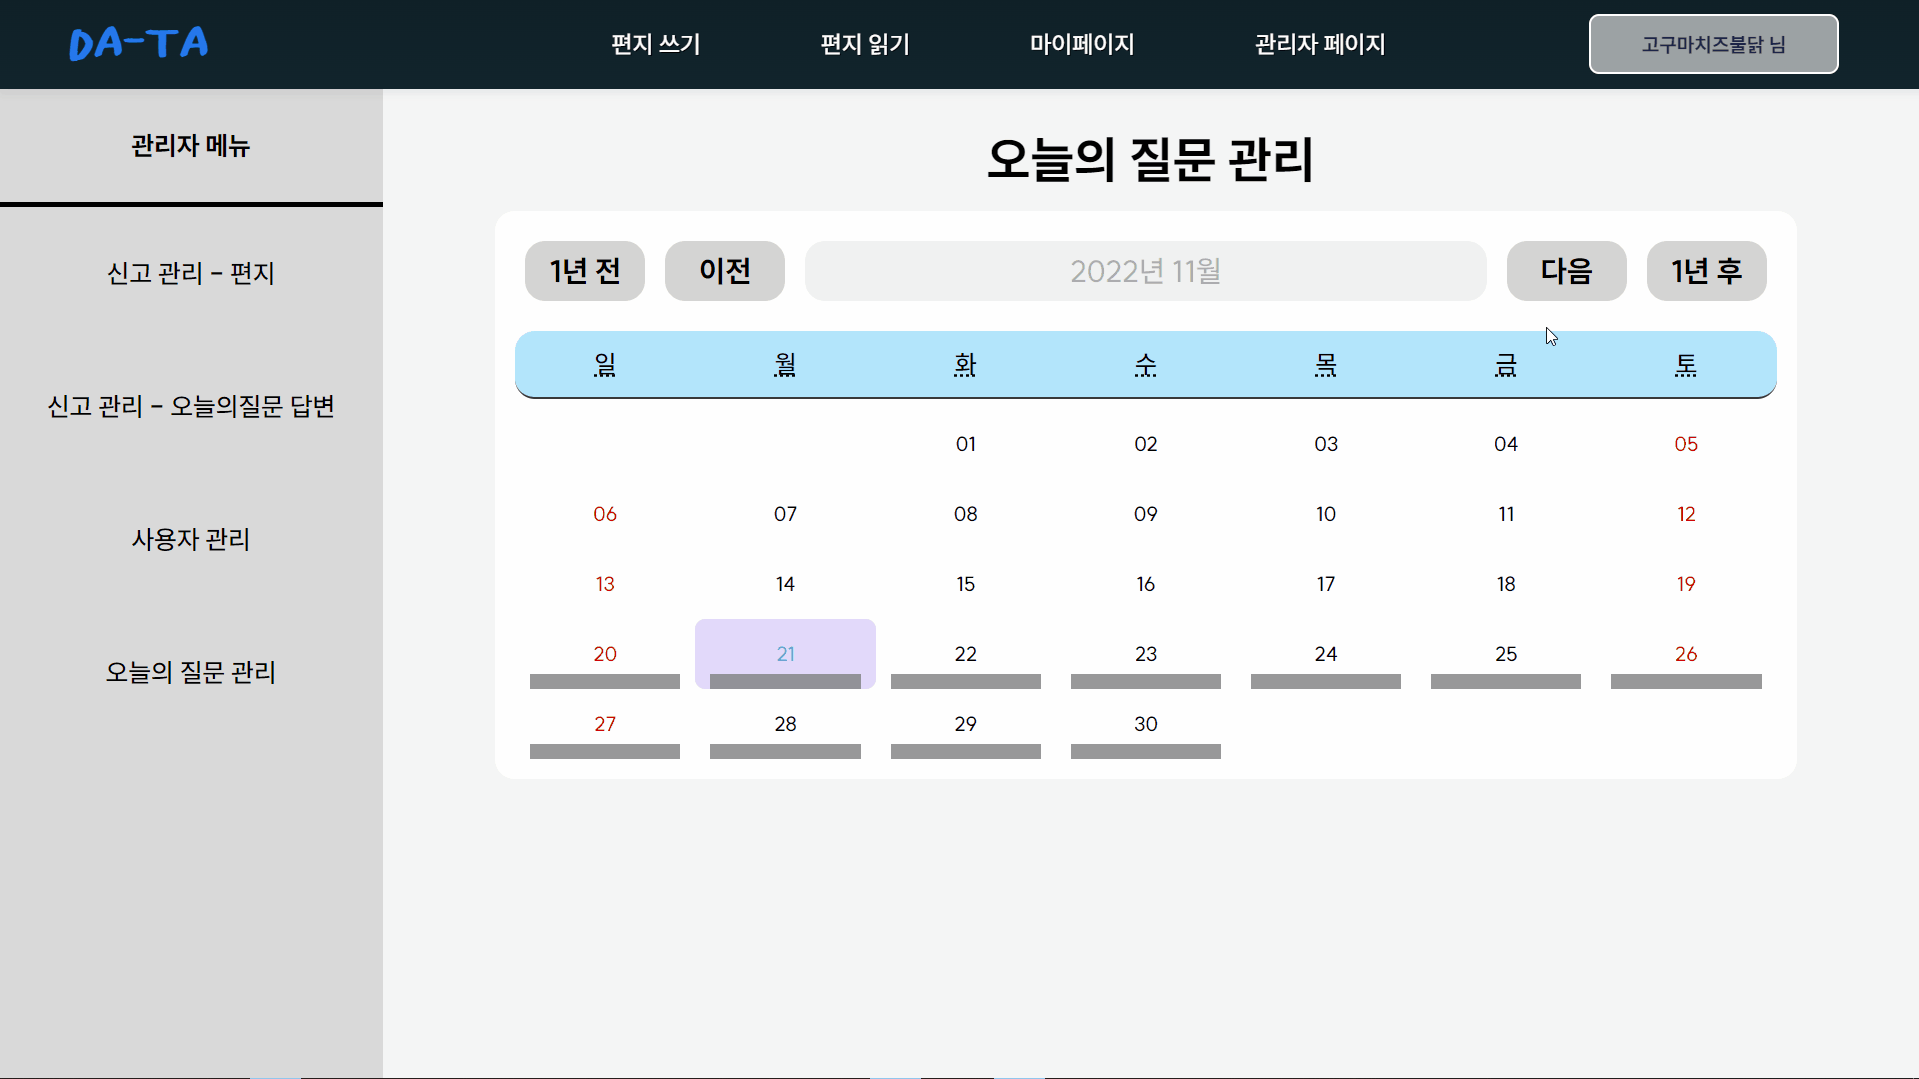 DA-TA
편지 쓰기 편지 읽기 마이페이지 관리자 페이지 고구마치즈불닭 님
관리자 메뉴
신고 관리 - 편지
신고 관리 - 오늘의질문 답변
사용자 관리
오늘의 질문 관리
오늘의 질문 관리
1년 전 이전 2022년 11월 다음 1년 후
일 월 화 수 목 금 토
01 02 03 04 05
06 07 08 09 10 11 12
13 14 15 16 17 18 19
20 21 22 23 24 25 26
27 28 29 30